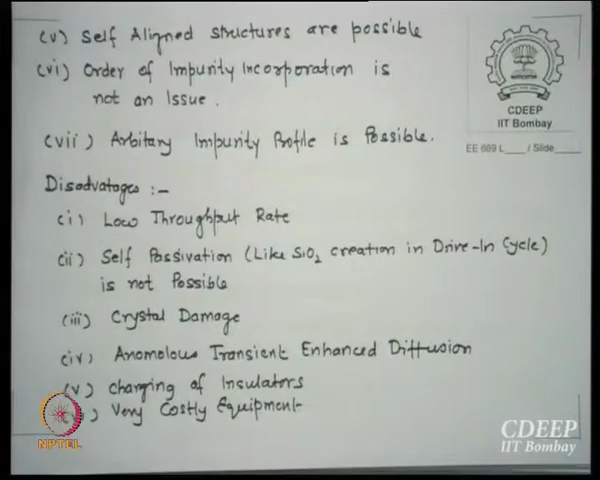 (v) Self Aligned structures are possible
(vi) Order of Impurity Incorporation is
not an Issue.
(vii) Arbitary Impurity Profile is Possible.
Disadvatages :-
(i) Low Throughput Rate
(ii) Self Passivation (Like SiO2 creation in Drive-In Cycle)
is not Possible
(iii) Crystal Damage
(iv) Anomolous Transient Enhanced Diffusion
(v) Charging of Insulators
) Very Costly Equipment
CDEEP
IIT Bombay
EE 669 L____ / Slide____
NPTEL
CDEEP
IIT Bombay